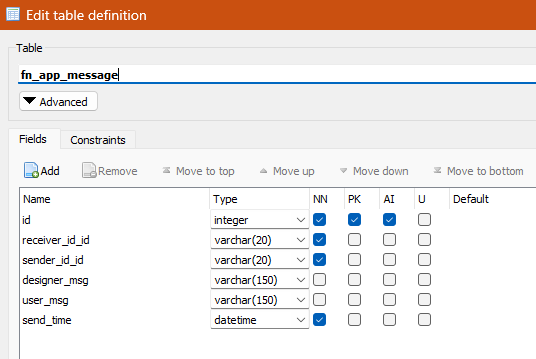 Edit table definition
Table
fn_app_message
Advanced
Fields Constraints
Add Remove Move to top Move up Move down Move to bottom
Name Type NN PK AI U Default
id integer
receiver_id_id varchar(20)
sender_id_id varchar(20)
designer_msg varchar(150)
user_msg varchar(150)
send_time datetime